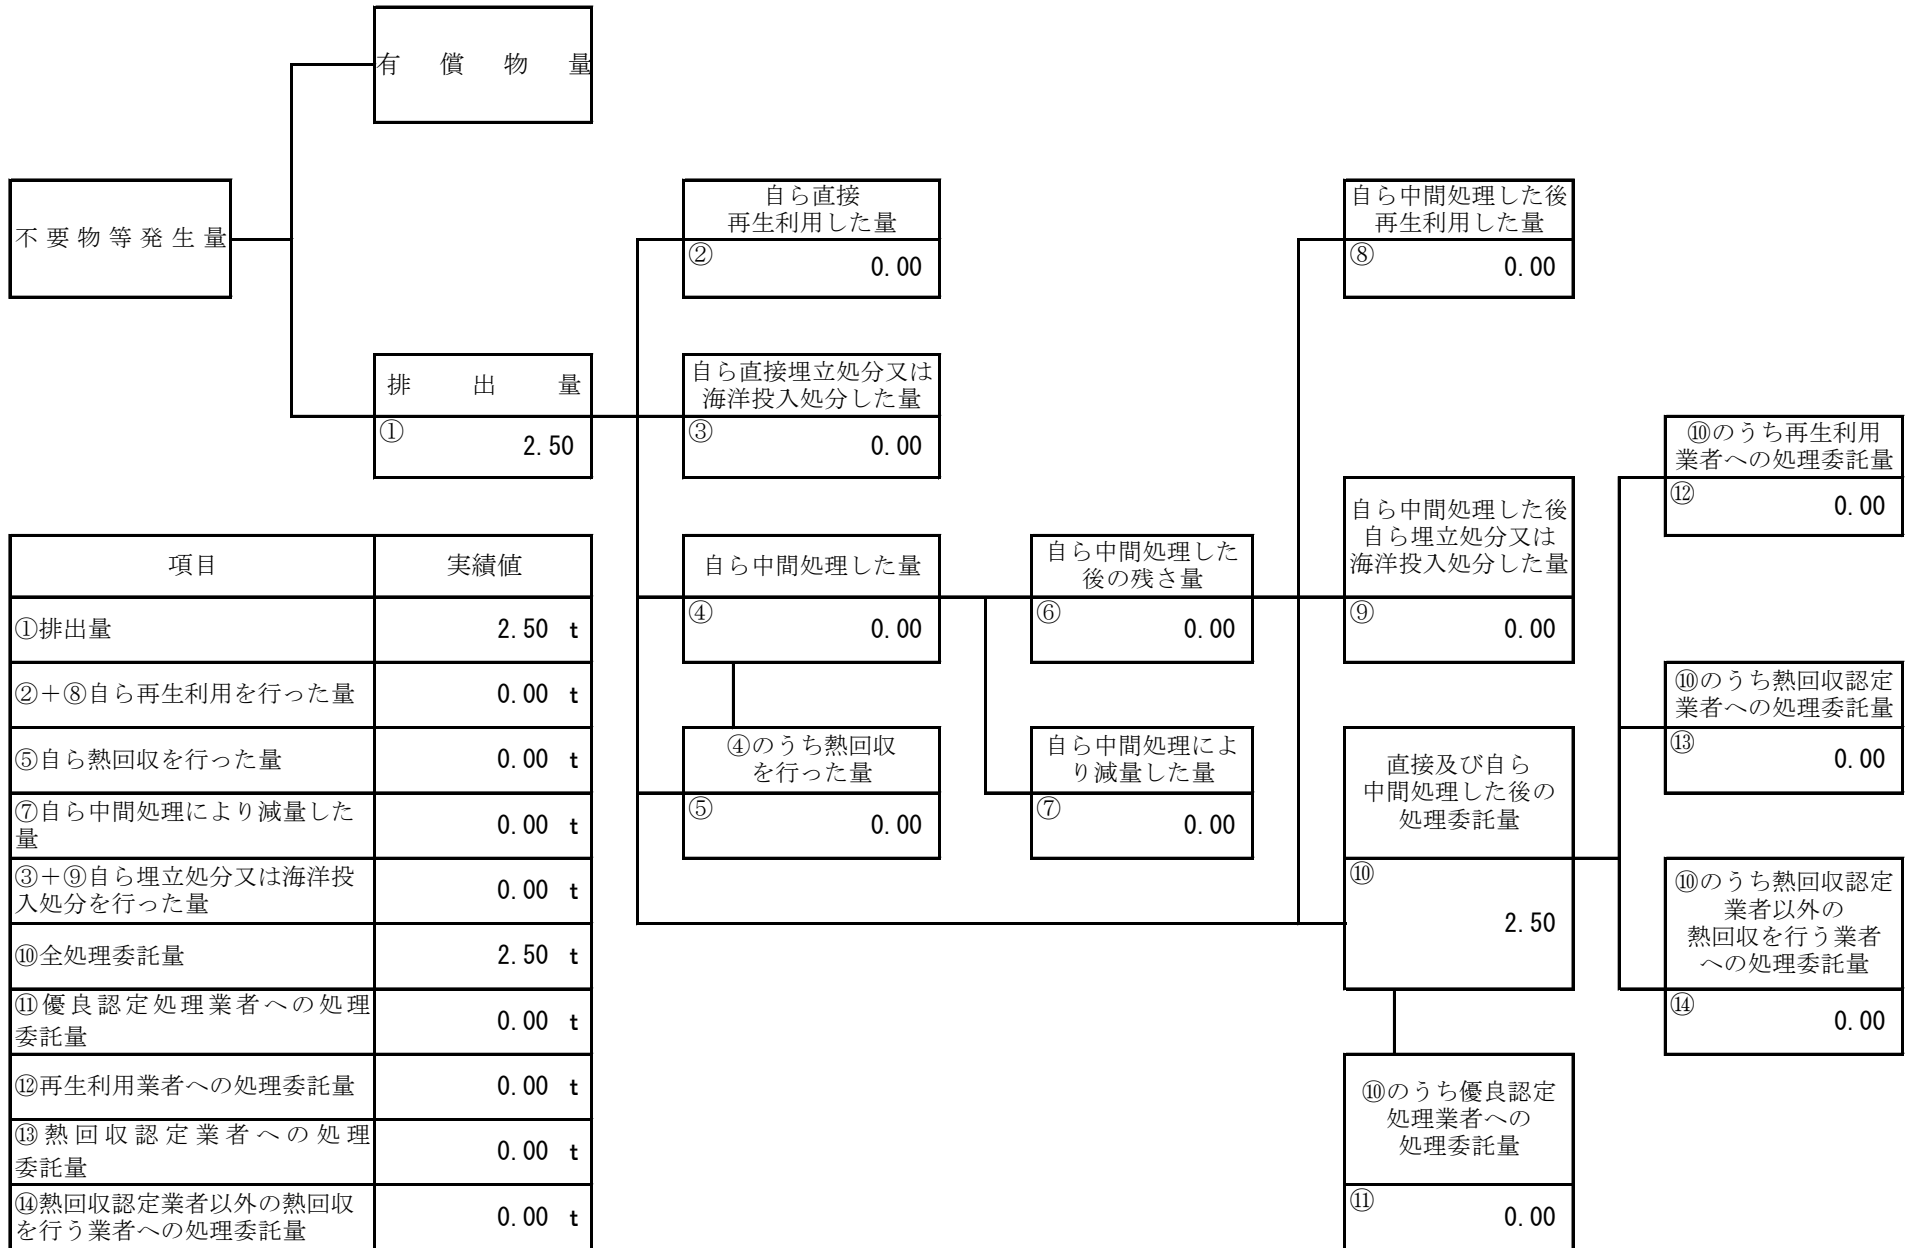 有償物量
不要物等発生量
排出量
①
2.50
自ら直接
再生利用した量
②
0.00
自ら直接埋立処分又は
海洋投入処分した量
③
0.00
自ら中間処理した量
④
0.00
④のうち熱回収
を行った量
⑤
0.00
自ら中間処理した
後の残さ量
⑥
0.00
自ら中間処理によ
り減量した量
⑦
0.00
自ら中間処理した後
再生利用した量
⑧
0.00
自ら中間処理した後
自ら埋立処分又は
海洋投入処分した量
⑨
0.00
直接及び自ら
中間処理した後の
処理委託量
⑩
2.50
⑩のうち優良認定
処理業者への
処理委託量
⑪
0.00
⑩のうち再生利用
業者への処理委託量
⑫
0.00
⑩のうち熱回収認定
業者への処理委託量
⑬
0.00
⑩のうち熱回収認定
業者以外の
熱回収を行う業者
への処理委託量
⑭
0.00
項目 実績値
①排出量 2.50 t
②＋⑧自ら再生利用を行った量 0.00 t
⑤自ら熱回収を行った量 0.00 t
⑦自ら中間処理により減量した
量 0.00 t
③＋⑨自ら埋立処分又は海洋投
入処分を行った量 0.00 t
⑩全処理委託量 2.50 t
⑪優良認定処理業者への処理
委託量 0.00 t
⑫再生利用業者への処理委託量 0.00 t
⑬熱回収認定業者への処理
委託量 0.00 t
⑭熱回収認定業者以外の熱回収
を行う業者への処理委託量 0.00 t